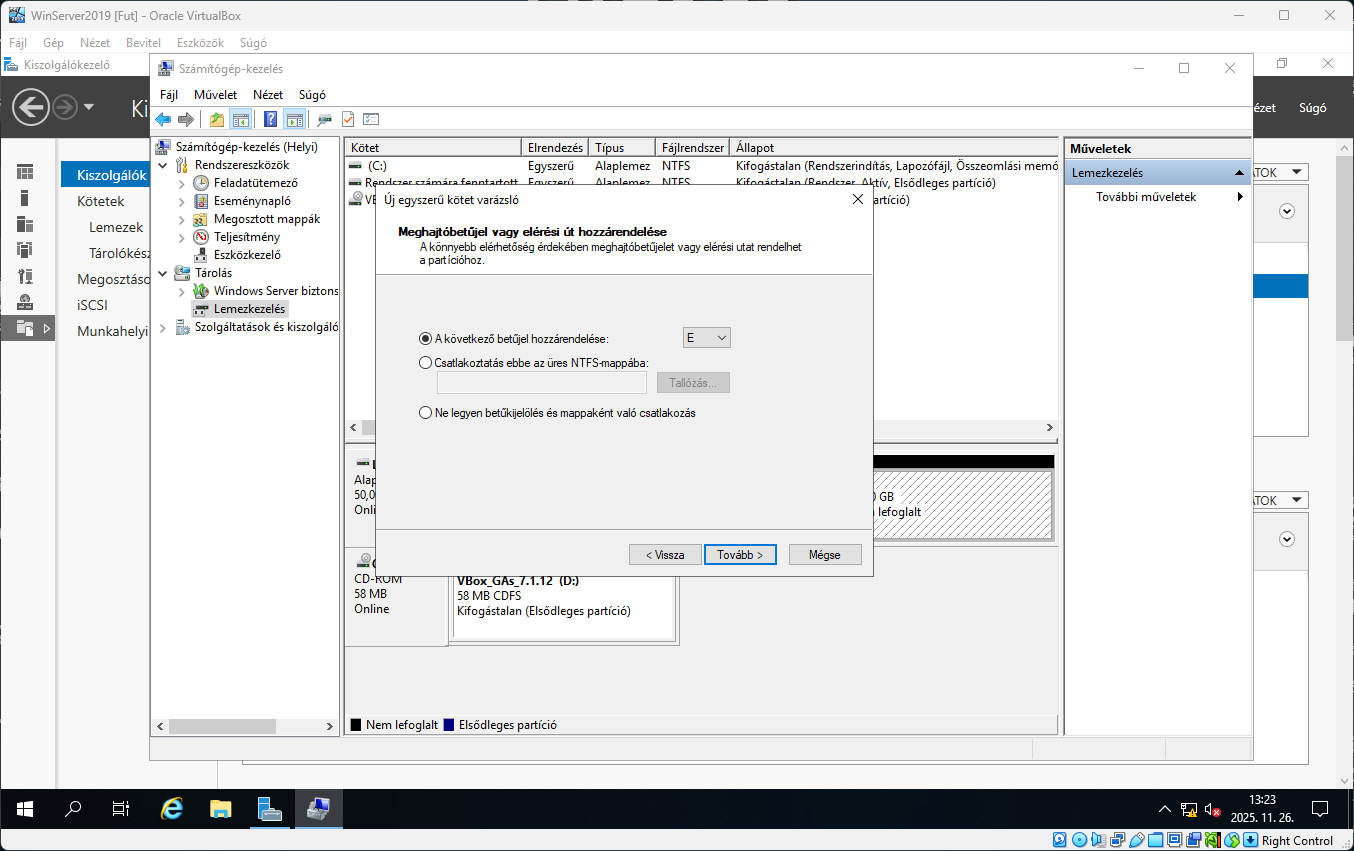 WinServer2019 [Fut] - Oracle VirtualBox
Fájl Gép Nézet Bevitel Eszközök Súgó
Kiszolgálókezelő
Számítógép-kezelés
Fájl Művelet Nézet Súgó
Súgó
Számítógép-kezelés (Helyi)
Rendszereszközök
Feladatütemező
Eseménynapló
Megosztott mappák
Teljesítmény
Eszközkezelő
Tárolás
Windows Server biztons
Lemezkezelés
Szolgáltatások és kiszolgáló
Kiszolgálók
Kötetek
Lemezek
Tárolókész
Megosztáso
iSCSI
Munkahelyi
Kötet Elrendezés Típus Fájlrendszer Állapot
(C:) Egyszerű Alaplemez NTFS Kifogástalan (Rendszerindítás, Lapozófájl, Összeomlási memó
Rendszer számára fenntartott Egyszerű Alaplemez NTFS Kifogástalan (Rendszer, Aktív, Elsődleges partíció)
Műveletek
Lemezkezelés
További műveletek
Új egyszerű kötet varázsló
Meghajtóbetűjel vagy elérési út hozzárendelése
A könnyebb elérhetőség érdekében meghajtóbetűjelet vagy elérési utat rendelhet
a partícióhoz.
A következő betűjel hozzárendelése: E
Csatlakoztatás ebbe az üres NTFS-mappába:
Tallózás...
Ne legyen betűkijelölés és mappaként való csatlakozás
< Vissza Tovább > Mégse
Alap
50,0
Onli
GB
lefoglalt
CD-ROM
58 MB
Online
VBox_GAs_7.1.12 (D:)
58 MB CDFS
Kifogástalan (Elsődleges partíció)
Nem lefoglalt Elsődleges partíció
13:23
2025. 11. 26.
Right Control